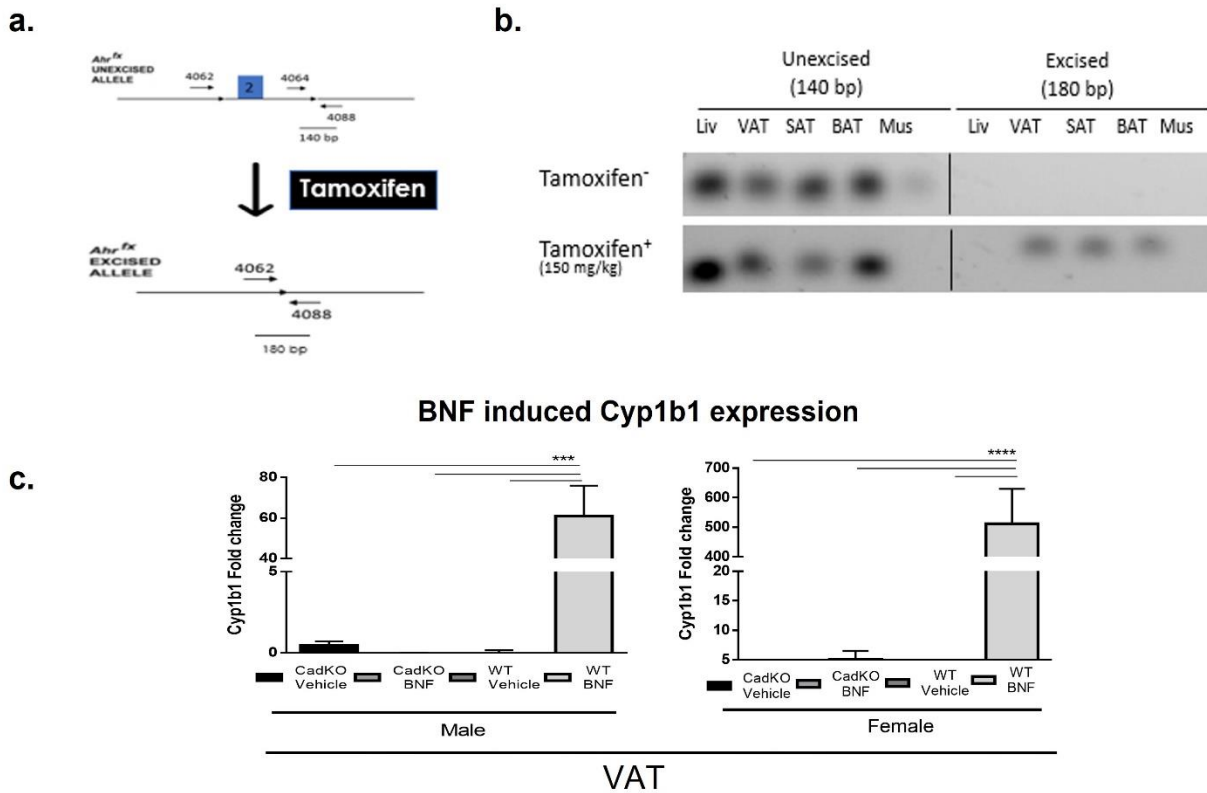 a.
Ahr^fx
UNEXCISED
ALLELE
4062
2
4064
4088
140 bp
Tamoxifen
Ahr^fx
EXCISED
ALLELE
4062
4088
180 bp
b.
Unexcised
(140 bp)
Excised
(180 bp)
Liv VAT SAT BAT Mus
Liv VAT SAT BAT Mus
Tamoxifen⁻
Tamoxifen⁺
(150 mg/kg)
BNF induced Cyp1b1 expression
c.
Cyp1b1 Fold change
80
60
40
5
0
***
CadKO
Vehicle
CadKO
BNF
WT
Vehicle
WT
BNF
Male
Cyp1b1 Fold change
700
600
500
400
20
15
10
5
****
CadKO
Vehicle
CadKO
BNF
WT
Vehicle
WT
BNF
Female
VAT